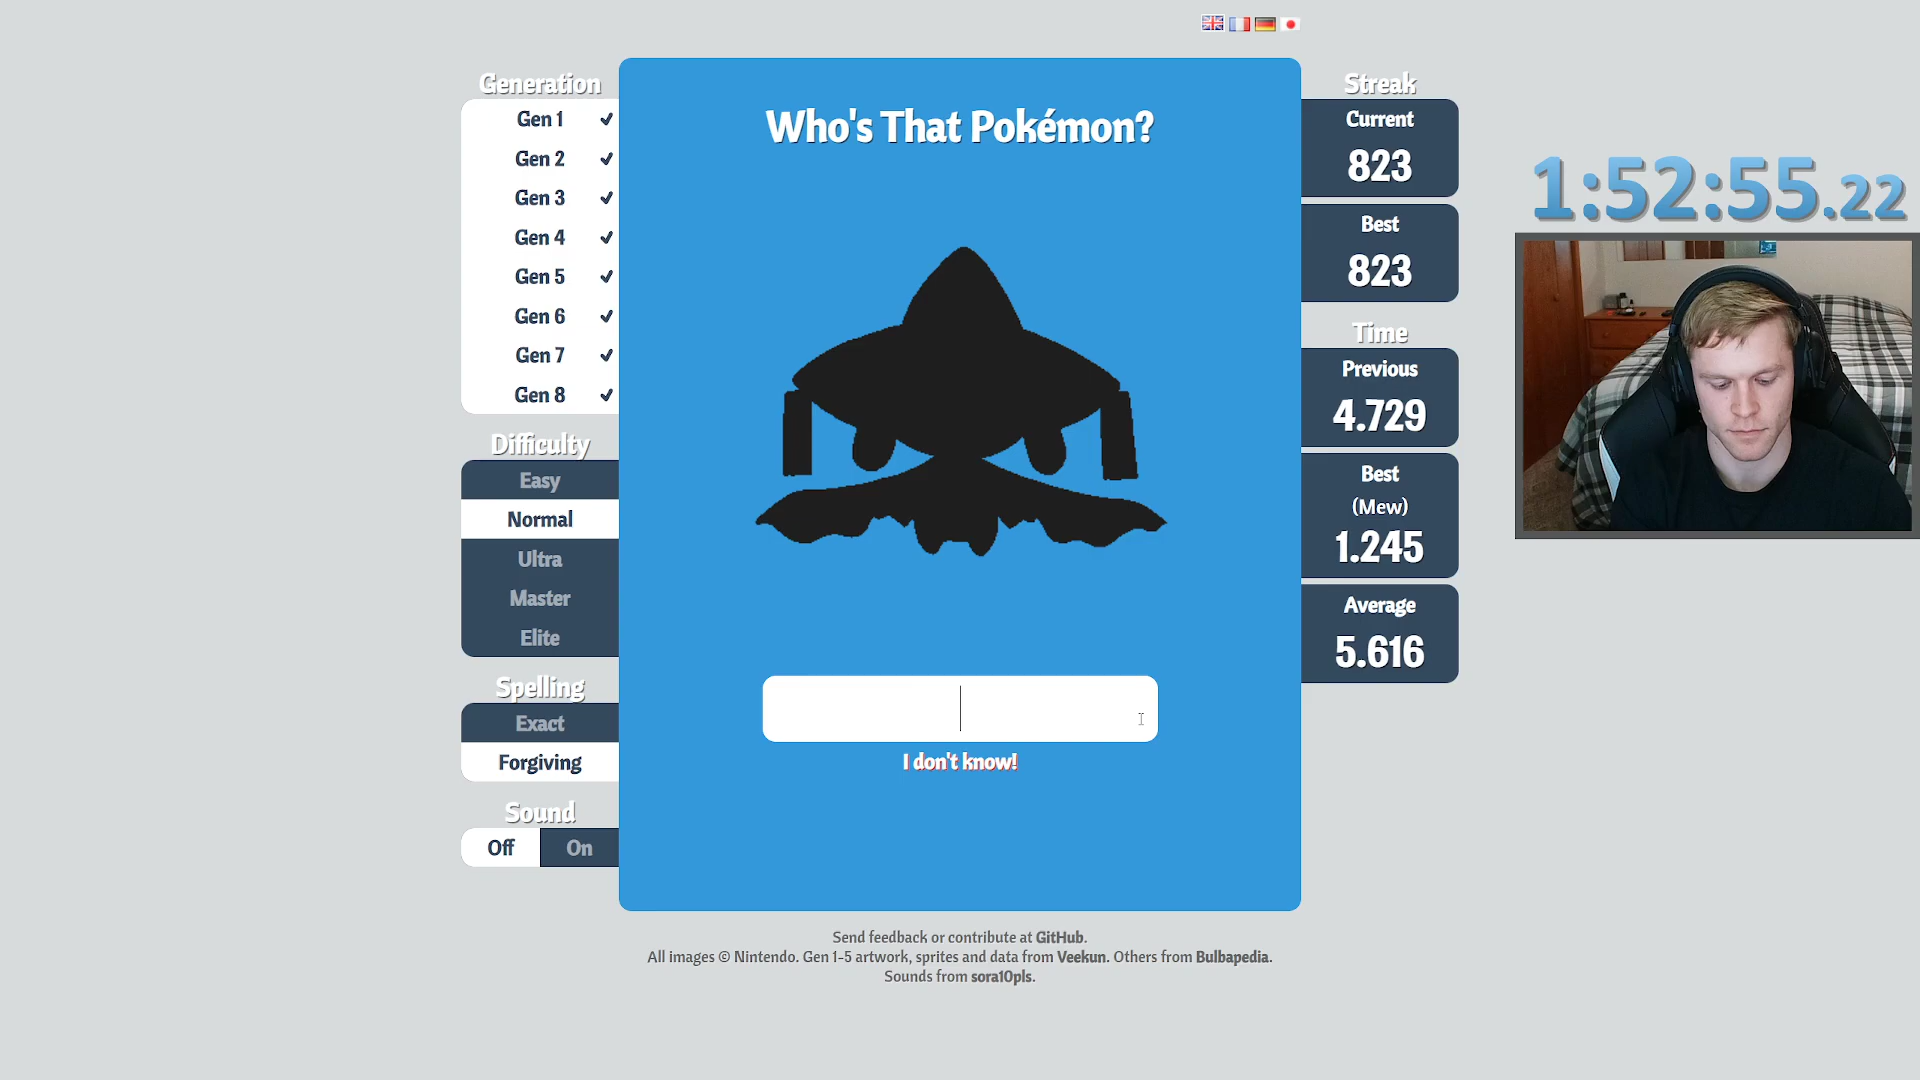 Generation
Gen 1
Gen 2
Gen 3
Gen 4
Gen 5
Gen 6
Gen 7
Gen 8
Difficulty
Easy
Normal
Ultra
Master
Elite
Spelling
Exact
Forgiving
Sound
Off On
Who's That Pokémon?
I don't know!
Streak
Current
823
Best
823
Time
Previous
4.729
Best
(Mew)
1.245
Average
5.616
1:52:55.22
Send feedback or contribute at GitHub.
All images © Nintendo. Gen 1-5 artwork, sprites and data from Veekun. Others from Bulbapedia.
Sounds from sora10pls.